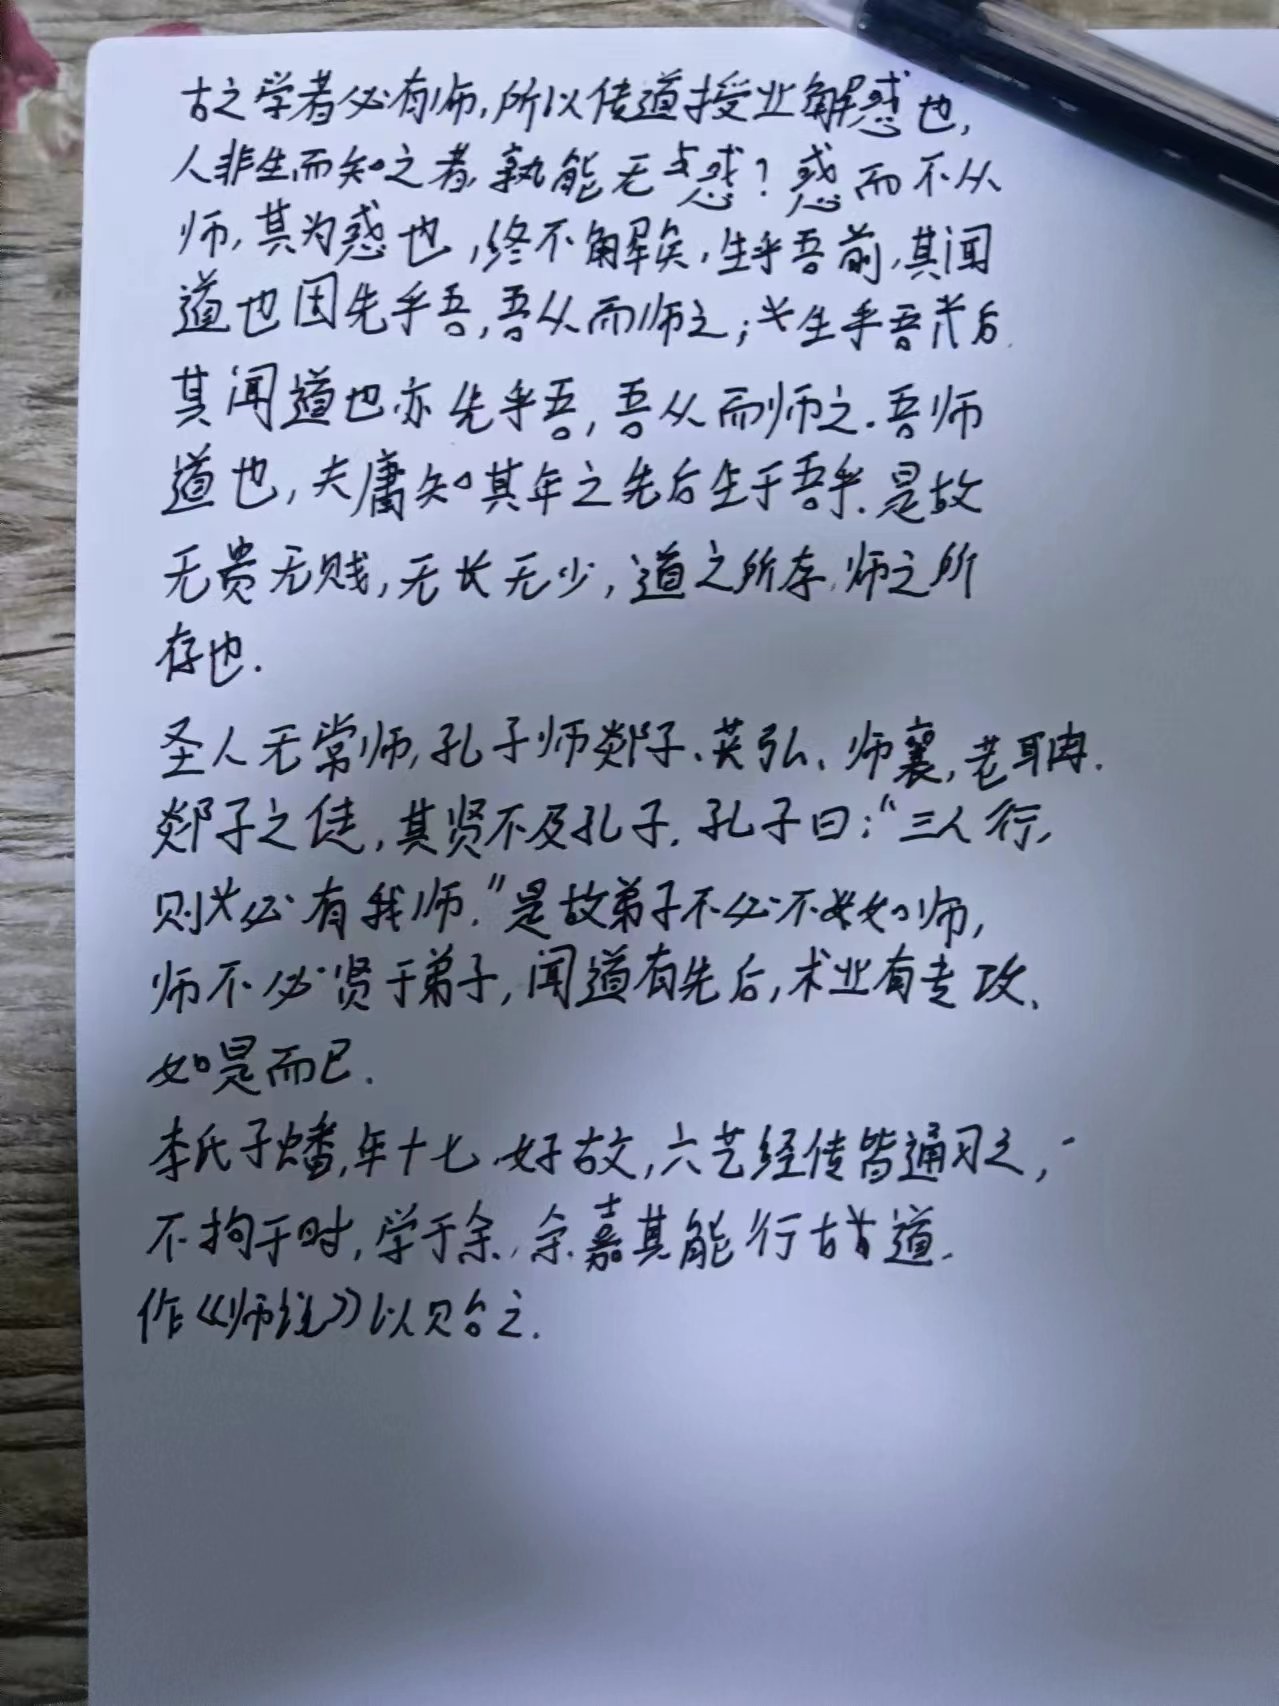 古之学者必有师,所以传道授业解惑也,
人非生而知之者,孰能无惑?惑而不从
师,其为惑也,终不解矣,生乎吾前,其闻
道也因先乎吾,吾从而师之;生乎吾后
其闻道也亦先乎吾,吾从而师之.吾师
道也,夫庸知其年之先后生于吾乎.是故
无贵无贱,无长无少,道之所存,师之所
存也.
圣人无常师,孔子师郯子、苌弘、师襄,老聃.
郯子之徒,其贤不及孔子.孔子曰:“三人行,
则必有我师.”是故弟子不必不如师,
师不必贤于弟子,闻道有先后,术业有专攻、
如是而已.
李氏子蟠,年十七,好古文,六艺经传皆通习之,
不拘于时,学于余,余嘉其能行古道.
作《师说》以贻之.